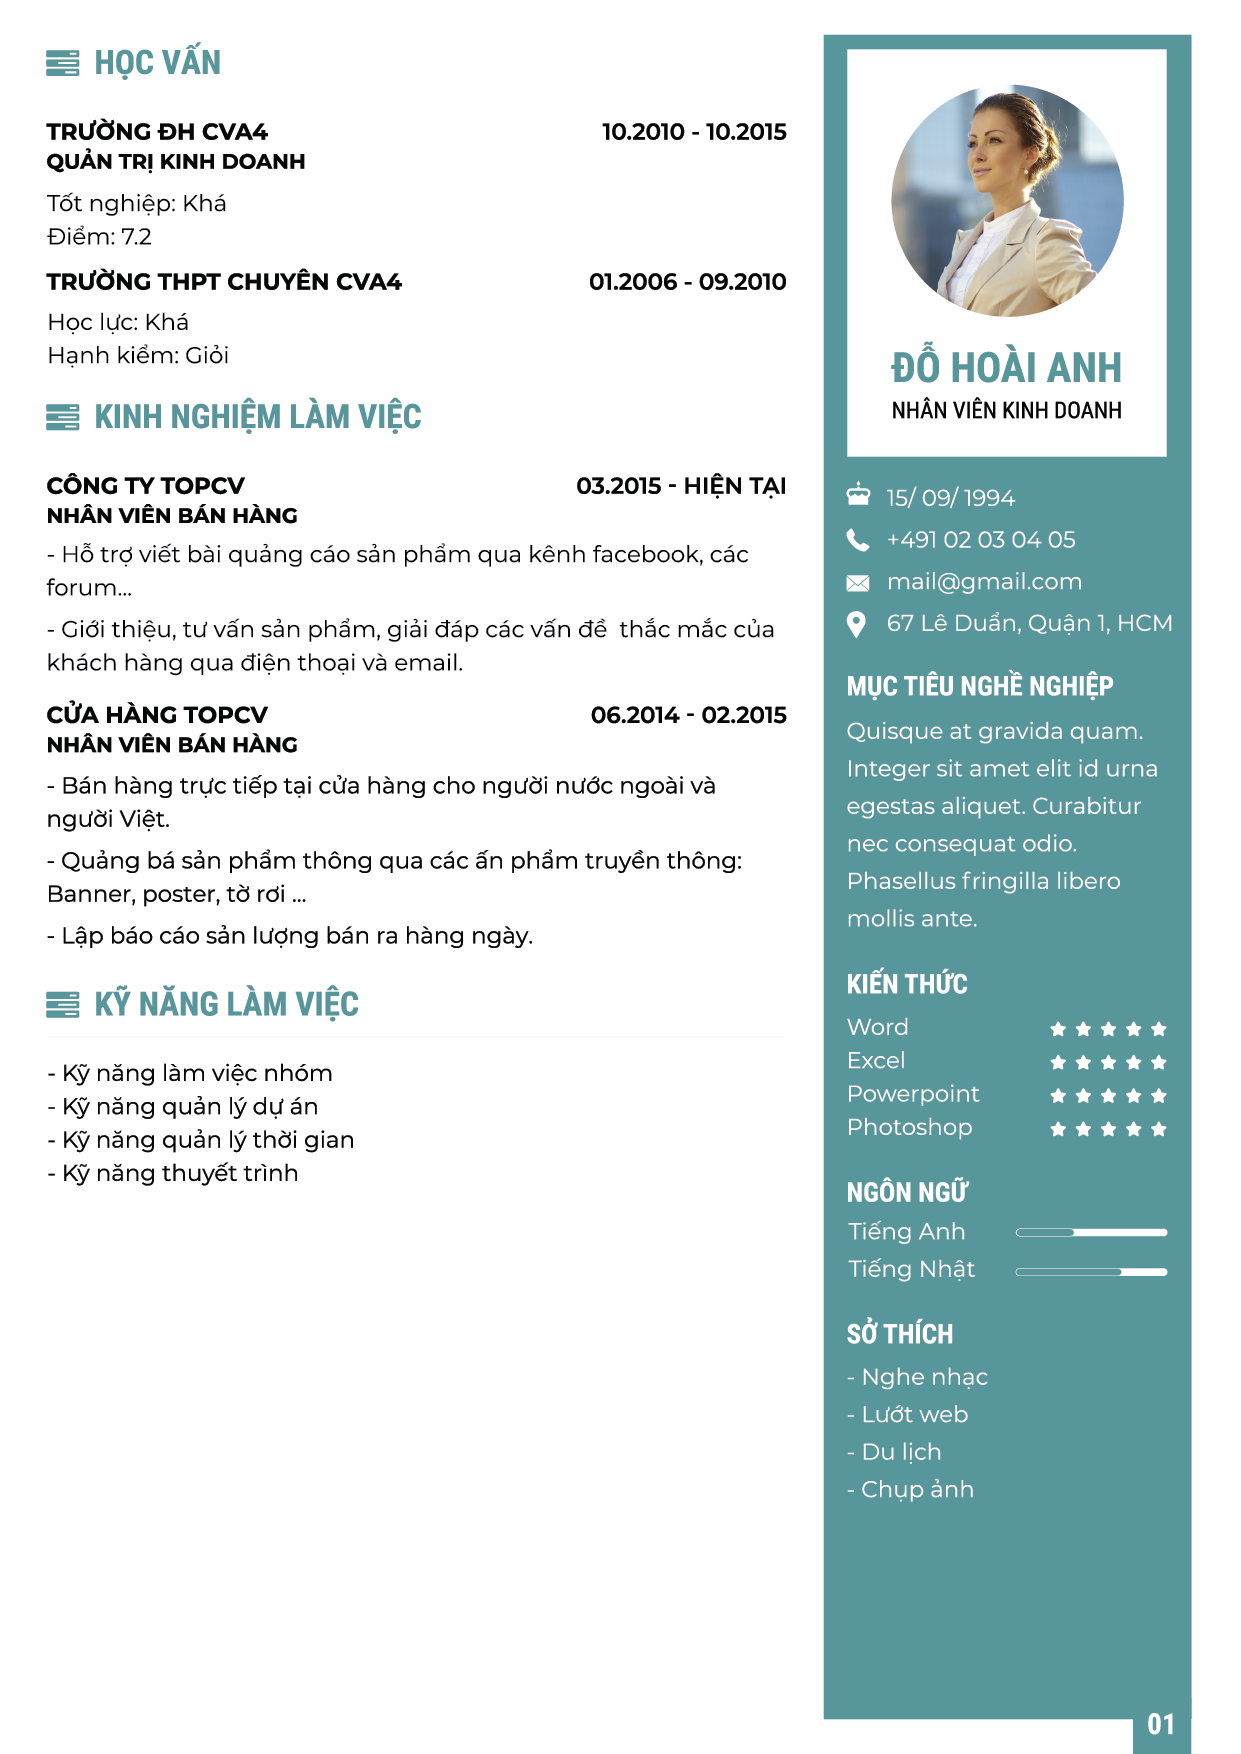 HỌC VẤN
TRƯỜNG ĐH CVA4 10.2010 - 10.2015
QUẢN TRỊ KINH DOANH
Tốt nghiệp: Khá
Điểm: 7.2
TRƯỜNG THPT CHUYÊN CVA4 01.2006 - 09.2010
Học lực: Khá
Hạnh kiểm: Giỏi
KINH NGHIỆM LÀM VIỆC
CÔNG TY TOPCV 03.2015 - HIỆN TẠI
NHÂN VIÊN BÁN HÀNG
- Hỗ trợ viết bài quảng cáo sản phẩm qua kênh facebook, các
forum...
- Giới thiệu, tư vấn sản phẩm, giải đáp các vấn đề thắc mắc của
khách hàng qua điện thoại và email.
CỬA HÀNG TOPCV 06.2014 - 02.2015
NHÂN VIÊN BÁN HÀNG
- Bán hàng trực tiếp tại cửa hàng cho người nước ngoài và
người Việt.
- Quảng bá sản phẩm thông qua các ấn phẩm truyền thông:
Banner, poster, tờ rơi ...
- Lập báo cáo sản lượng bán ra hàng ngày.
KỸ NĂNG LÀM VIỆC
- Kỹ năng làm việc nhóm
- Kỹ năng quản lý dự án
- Kỹ năng quản lý thời gian
- Kỹ năng thuyết trình
ĐỖ HOÀI ANH
NHÂN VIÊN KINH DOANH
15/ 09/ 1994
+491 02 03 04 05
mail@gmail.com
67 Lê Duẩn, Quận 1, HCM
MỤC TIÊU NGHỀ NGHIỆP
Quisque at gravida quam.
Integer sit amet elit id urna
egestas aliquet. Curabitur
nec consequat odio.
Phasellus fringilla libero
mollis ante.
KIẾN THỨC
Word
Excel
Powerpoint
Photoshop
NGÔN NGỮ
Tiếng Anh
Tiếng Nhật
SỞ THÍCH
- Nghe nhạc
- Lướt web
- Du lịch
- Chụp ảnh
01